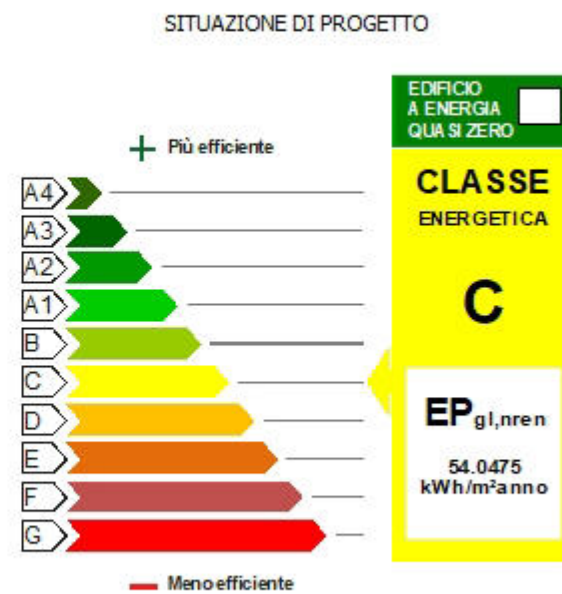 SITUAZIONE DI PROGETTO
EDIFICIO
A ENERGIA
QUASI ZERO
+ Più efficiente
CLASSE
ENERGETICA
C
A4
A3
A2
A1
B
C
D
E
F
G
EPgl,nren
54.0475
kWh/m²anno
— Meno efficiente